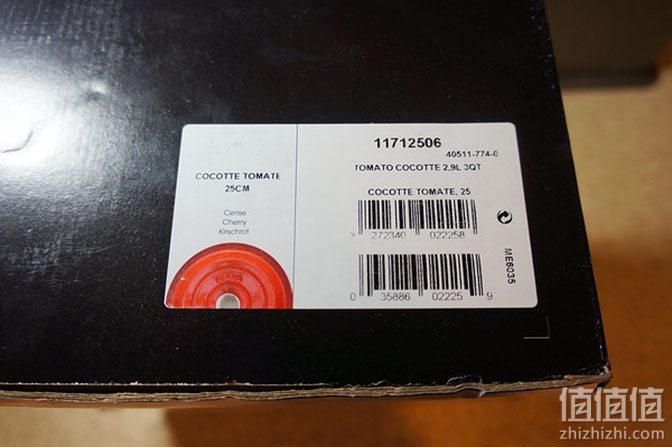 COCOTTE TOMATE
25CM
Cerise
Cherry
Kirschrot
11712506
40511-774-0
TOMATO COCOTTE 2,9L 3QT
COCOTTE TOMATE, 25
3 272340 022258
0 35886 02225 9
ME6035
值值值
zhizhizhi.com